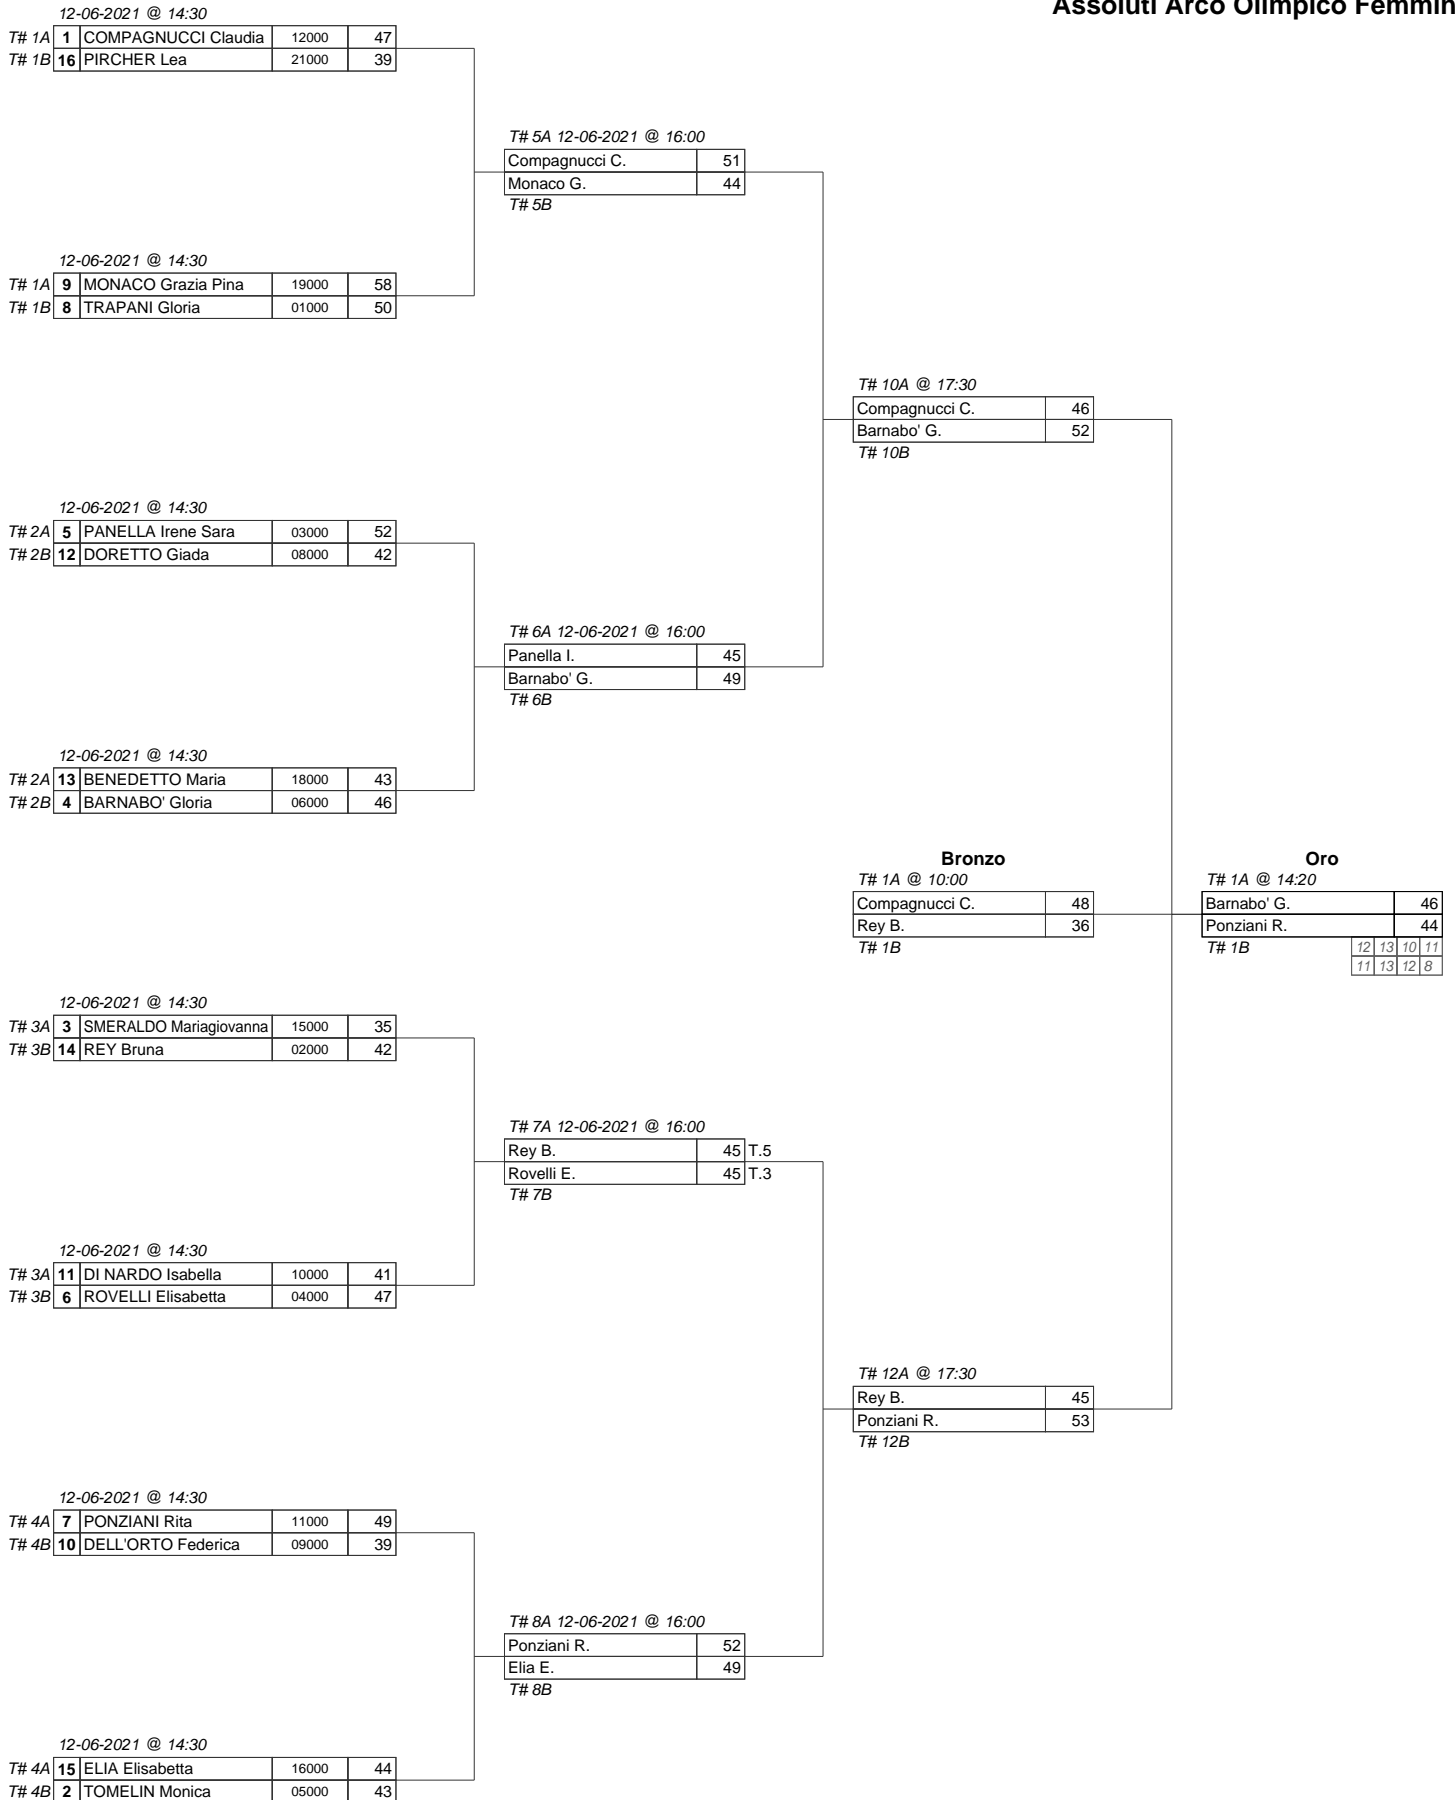 Assoluti Arco Olimpico Femmin
12-06-2021 @ 14:30
T# 1A 1 COMPAGNUCCI Claudia 12000 47
T# 1B 16 PIRCHER Lea 21000 39
T# 5A 12-06-2021 @ 16:00
Compagnucci C. 51
Monaco G. 44
T# 5B
12-06-2021 @ 14:30
T# 1A 9 MONACO Grazia Pina 19000 58
T# 1B 8 TRAPANI Gloria 01000 50
T# 10A @ 17:30
Compagnucci C. 46
Barnabo' G. 52
T# 10B
12-06-2021 @ 14:30
T# 2A 5 PANELLA Irene Sara 03000 52
T# 2B 12 DORETTO Giada 08000 42
T# 6A 12-06-2021 @ 16:00
Panella I. 45
Barnabo' G. 49
T# 6B
12-06-2021 @ 14:30
T# 2A 13 BENEDETTO Maria 18000 43
T# 2B 4 BARNABO' Gloria 06000 46
Bronzo
T# 1A @ 10:00
Compagnucci C. 48
Rey B. 36
T# 1B
Oro
T# 1A @ 14:20
Barnabo' G. 46
Ponziani R. 44
T# 1B 12 13 10 11
11 13 12 8
12-06-2021 @ 14:30
T# 3A 3 SMERALDO Mariagiovanna 15000 35
T# 3B 14 REY Bruna 02000 42
T# 7A 12-06-2021 @ 16:00
Rey B. 45 T.5
Rovelli E. 45 T.3
T# 7B
12-06-2021 @ 14:30
T# 3A 11 DI NARDO Isabella 10000 41
T# 3B 6 ROVELLI Elisabetta 04000 47
T# 12A @ 17:30
Rey B. 45
Ponziani R. 53
T# 12B
12-06-2021 @ 14:30
T# 4A 7 PONZIANI Rita 11000 49
T# 4B 10 DELL'ORTO Federica 09000 39
T# 8A 12-06-2021 @ 16:00
Ponziani R. 52
Elia E. 49
T# 8B
12-06-2021 @ 14:30
T# 4A 15 ELIA Elisabetta 16000 44
T# 4B 2 TOMELIN Monica 05000 43